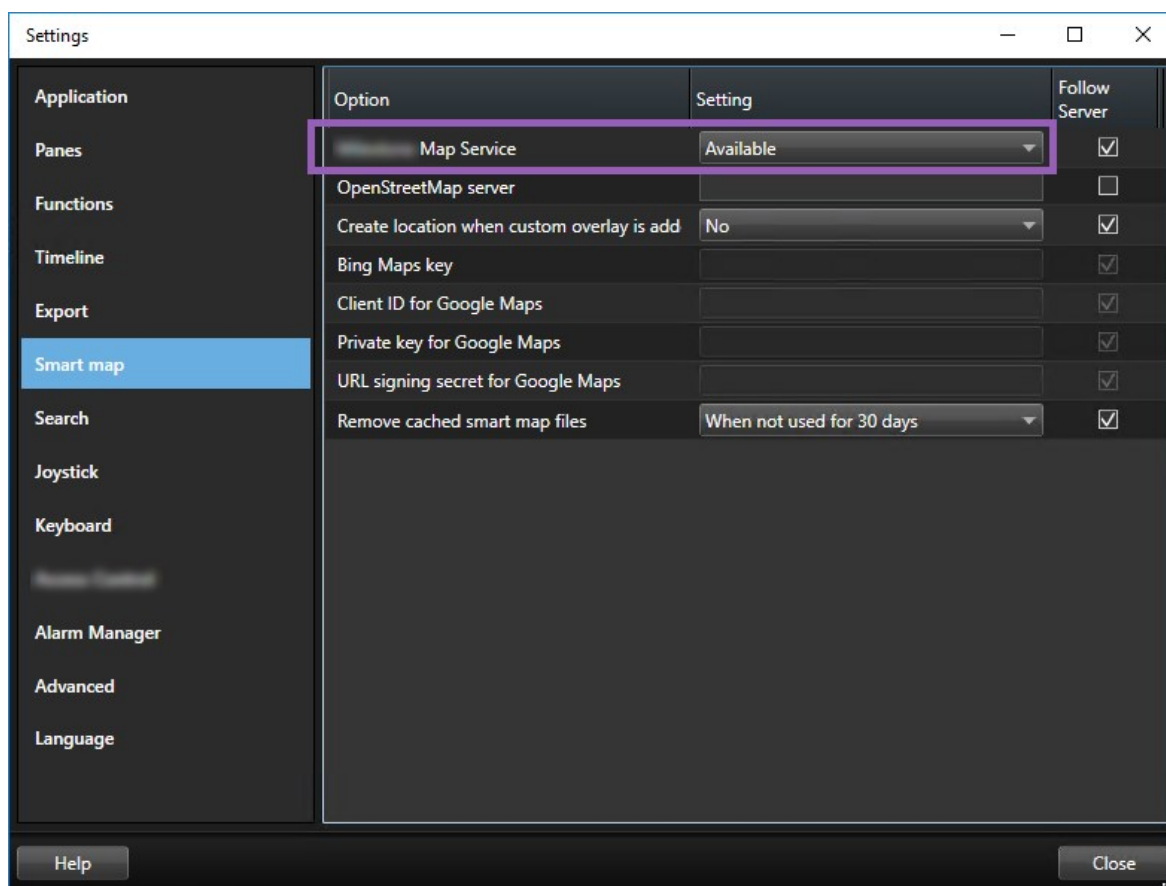 Settings
Application
Panes
Functions
Timeline
Export
Smart map
Search
Joystick
Keyboard
Alarm Manager
Advanced
Language
Option Setting Follow Server
Map Service Available
OpenStreetMap server
Create location when custom overlay is add No
Bing Maps key
Client ID for Google Maps
Private key for Google Maps
URL signing secret for Google Maps
Remove cached smart map files When not used for 30 days
Help Close